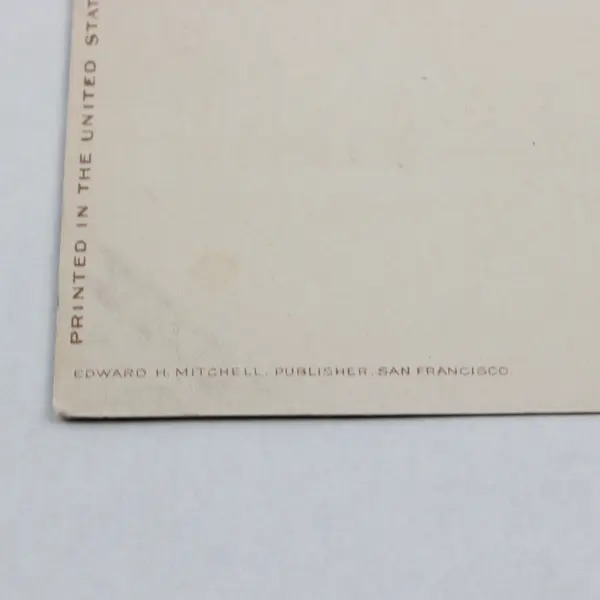 PRINTED IN THE UNITED STAT
EDWARD H. MITCHELL, PUBLISHER, SAN FRANCISCO.